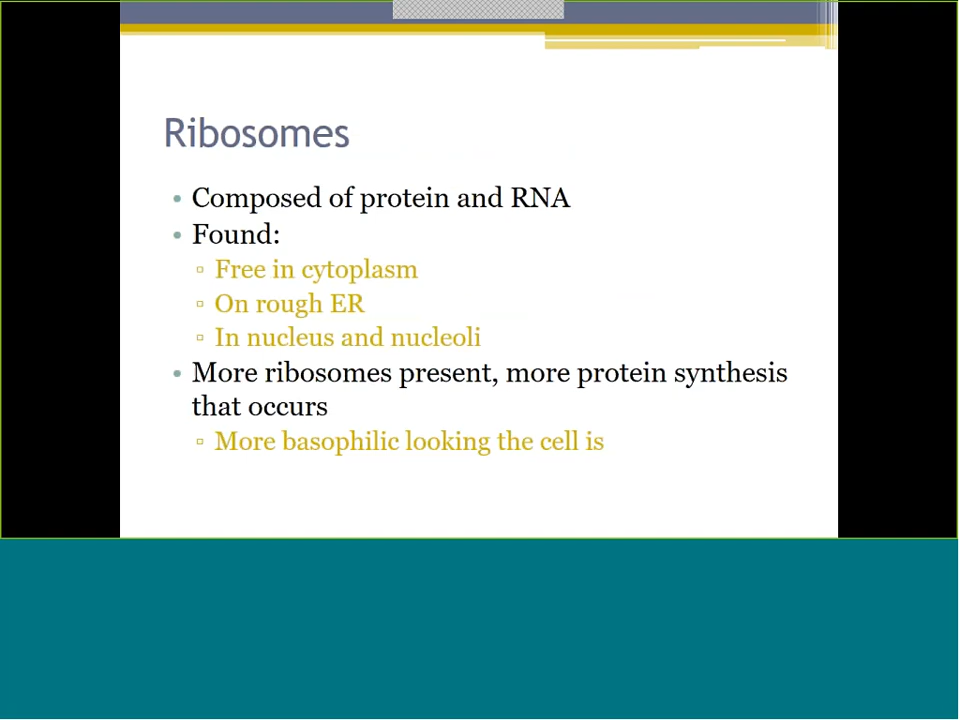 Ribosomes
• Composed of protein and RNA
• Found:
▫ Free in cytoplasm
▫ On rough ER
▫ In nucleus and nucleoli
• More ribosomes present, more protein synthesis
that occurs
▫ More basophilic looking the cell is